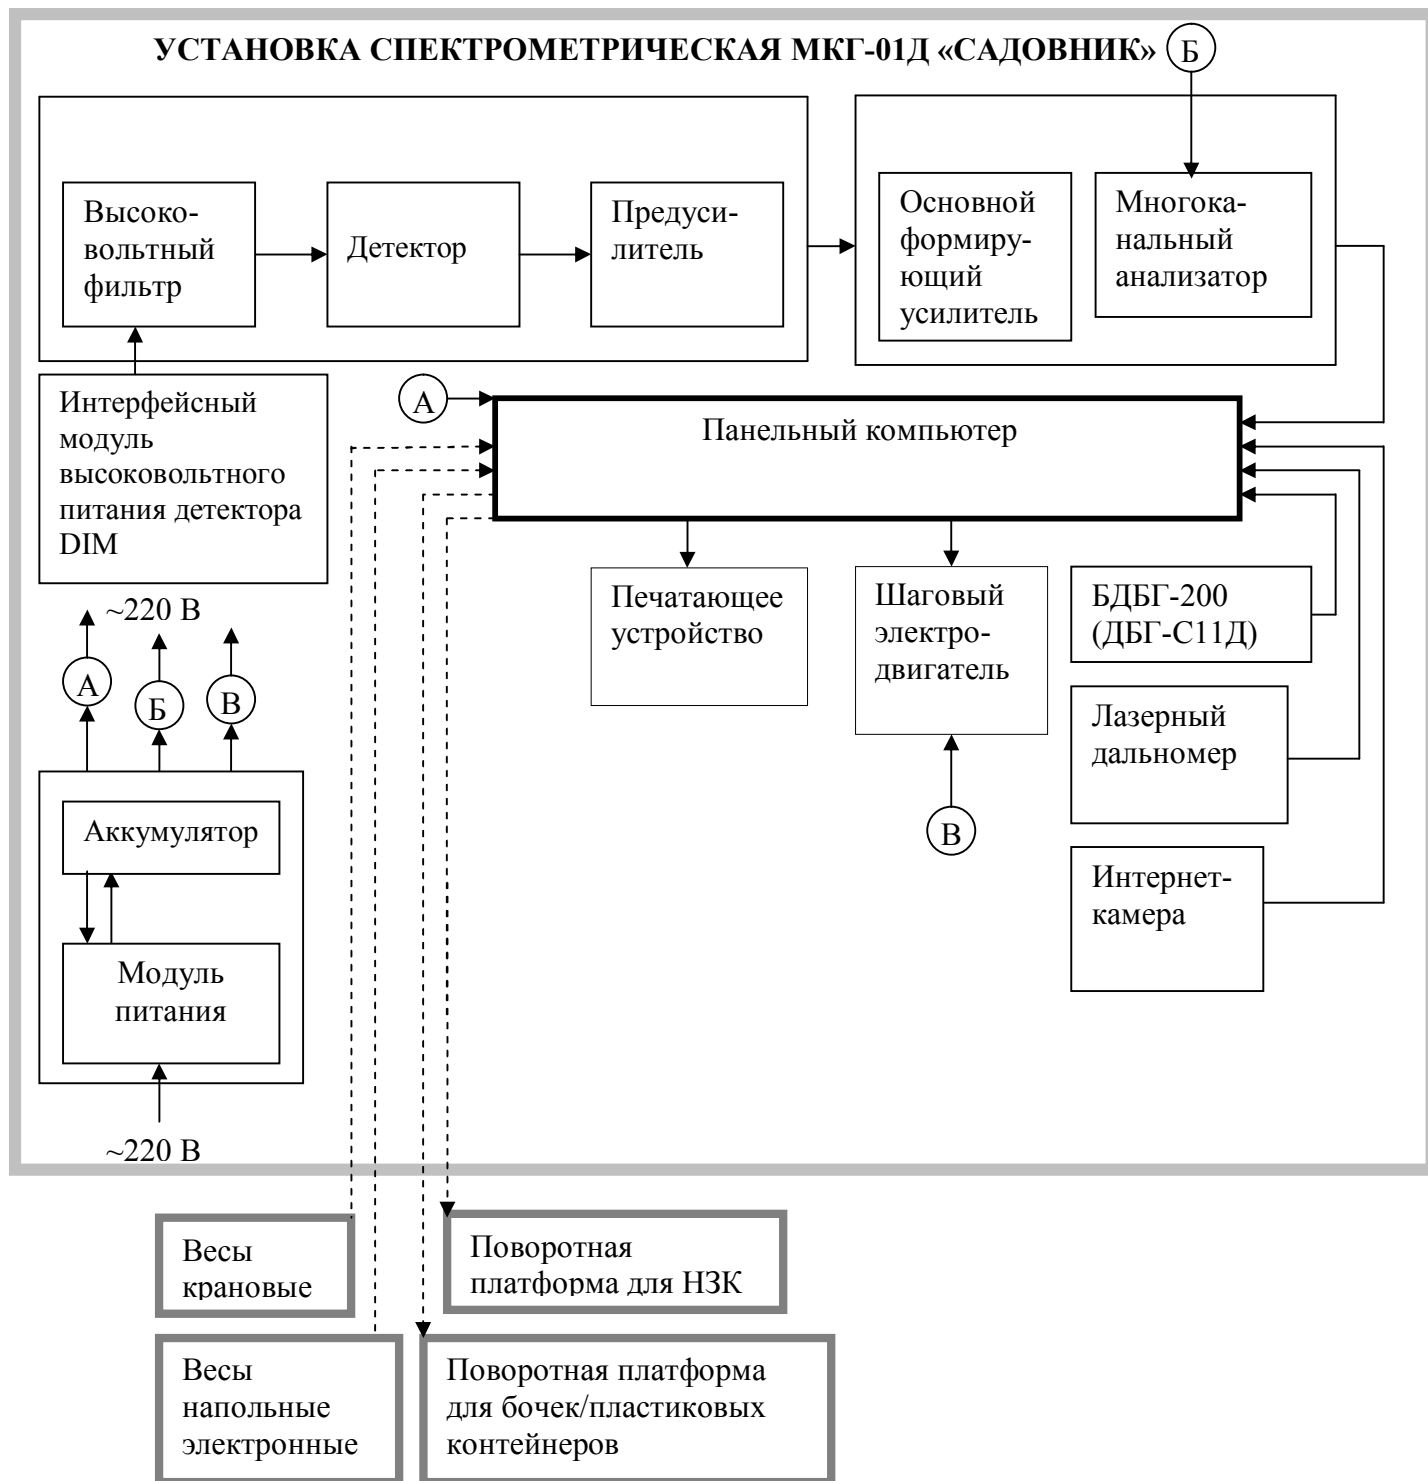 УСТАНОВКА СПЕКТРОМЕТРИЧЕСКАЯ МКГ-01Д «САДОВНИК»
Б
Высоко-
вольтный
фильтр
Детектор
Предуси-
литель
Основной
формиру-
ющий
усилитель
Многока-
нальный
анализатор
Интерфейсный
модуль
высоковольтного
питания детектора
DIM
А
Панельный компьютер
~220 В
А
Б
В
Печатающее
устройство
Шаговый
электро-
двигатель
В
БДБГ-200
(ДБГ-С11Д)
Лазерный
дальномер
Интернет-
камера
Аккумулятор
Модуль
питания
~220 В
Весы
крановые
Поворотная
платформа для НЗК
Весы
напольные
электронные
Поворотная платформа
для бочек/пластиковых
контейнеров